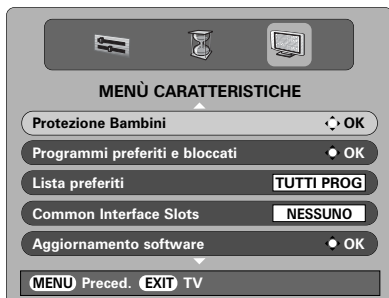 MENÙ CARATTERISTICHE
Protezione Bambini OK
Programmi preferiti e bloccati OK
Lista preferiti TUTTI PROG
Common Interface Slots NESSUNO
Aggiornamento software OK
MENU Preced. EXIT TV